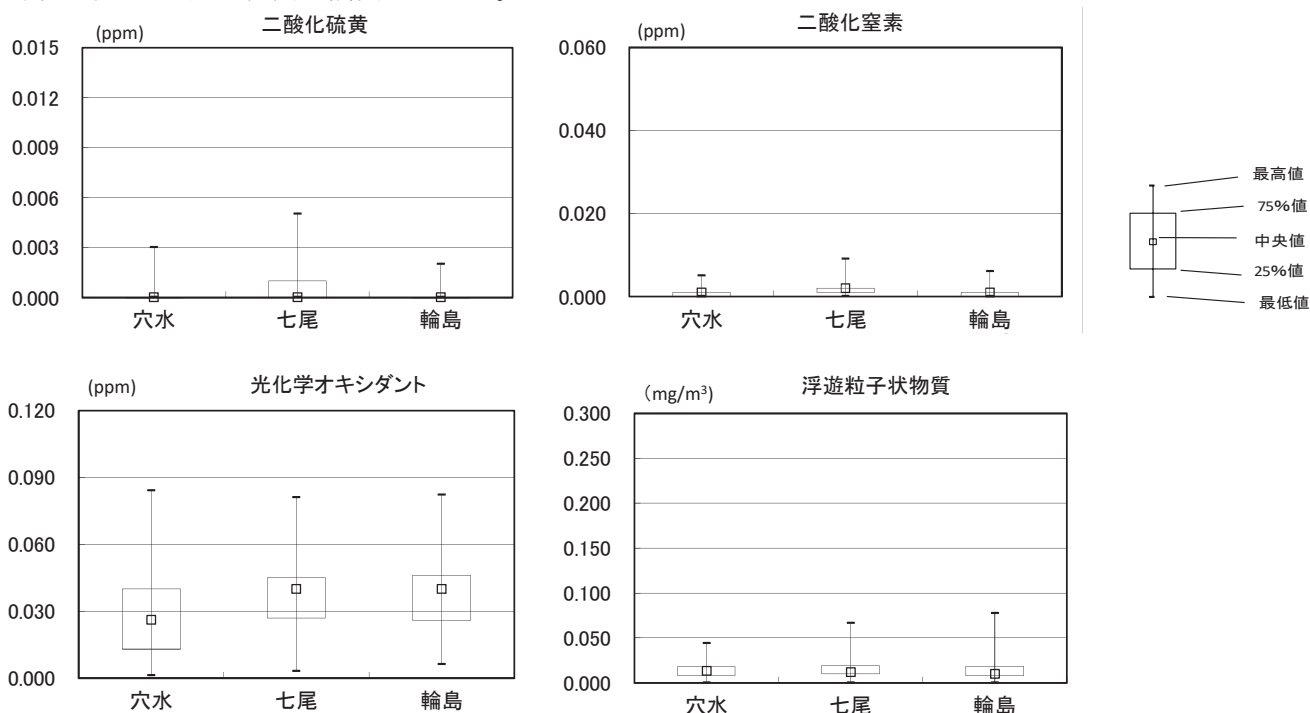 (ppm)
二酸化硫黄
0.015
0.012
0.009
0.006
0.003
0.000
穴水
七尾
輪島
(ppm)
二酸化窒素
0.060
0.040
0.020
0.000
穴水
七尾
輪島
最高値
75%値
中央値
25%値
最低値
(ppm)
光化学オキシダント
0.120
0.090
0.060
0.030
0.000
穴水
七尾
輪島
(mg/m³)
浮遊粒子状物質
0.300
0.250
0.200
0.150
0.100
0.050
0.000
穴水
七尾
輪島